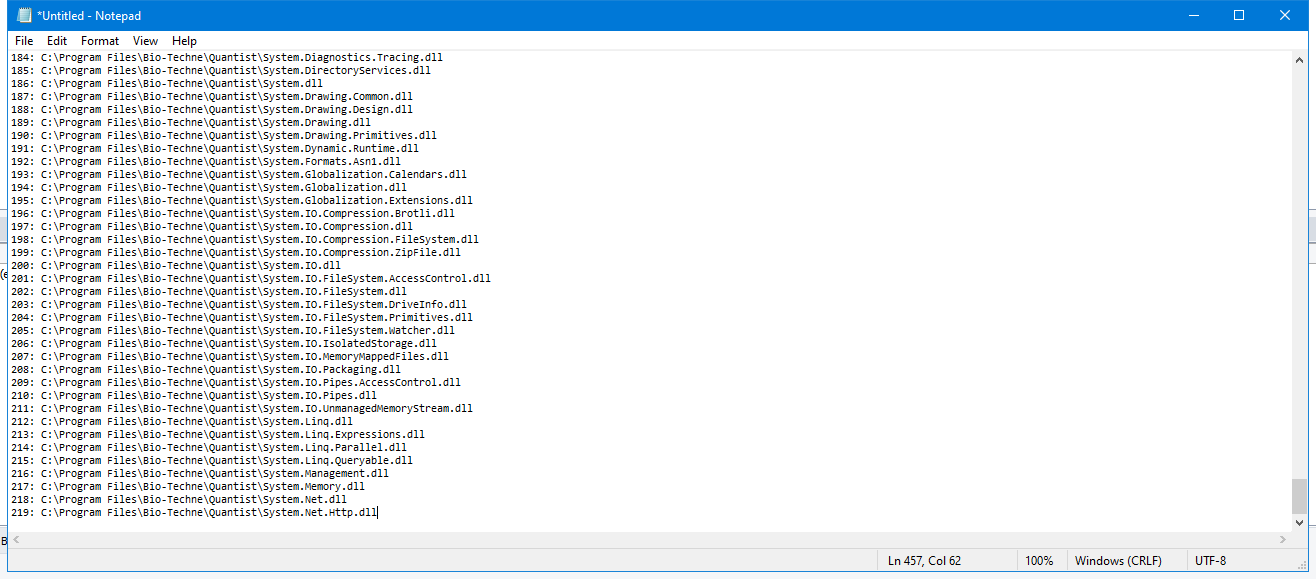 *Untitled - Notepad
File Edit Format View Help
184: C:\Program Files\Bio-Techne\Quantist\System.Diagnostics.Tracing.dll
185: C:\Program Files\Bio-Techne\Quantist\System.DirectoryServices.dll
186: C:\Program Files\Bio-Techne\Quantist\System.dll
187: C:\Program Files\Bio-Techne\Quantist\System.Drawing.Common.dll
188: C:\Program Files\Bio-Techne\Quantist\System.Drawing.Design.dll
189: C:\Program Files\Bio-Techne\Quantist\System.Drawing.dll
190: C:\Program Files\Bio-Techne\Quantist\System.Drawing.Primitives.dll
191: C:\Program Files\Bio-Techne\Quantist\System.Dynamic.Runtime.dll
192: C:\Program Files\Bio-Techne\Quantist\System.Formats.Asn1.dll
193: C:\Program Files\Bio-Techne\Quantist\System.Globalization.Calendars.dll
194: C:\Program Files\Bio-Techne\Quantist\System.Globalization.dll
195: C:\Program Files\Bio-Techne\Quantist\System.Globalization.Extensions.dll
196: C:\Program Files\Bio-Techne\Quantist\System.IO.Compression.Brotli.dll
197: C:\Program Files\Bio-Techne\Quantist\System.IO.Compression.dll
198: C:\Program Files\Bio-Techne\Quantist\System.IO.Compression.FileSystem.dll
199: C:\Program Files\Bio-Techne\Quantist\System.IO.Compression.ZipFile.dll
200: C:\Program Files\Bio-Techne\Quantist\System.IO.dll
201: C:\Program Files\Bio-Techne\Quantist\System.IO.FileSystem.AccessControl.dll
202: C:\Program Files\Bio-Techne\Quantist\System.IO.FileSystem.dll
203: C:\Program Files\Bio-Techne\Quantist\System.IO.FileSystem.DriveInfo.dll
204: C:\Program Files\Bio-Techne\Quantist\System.IO.FileSystem.Primitives.dll
205: C:\Program Files\Bio-Techne\Quantist\System.IO.FileSystem.Watcher.dll
206: C:\Program Files\Bio-Techne\Quantist\System.IO.IsolatedStorage.dll
207: C:\Program Files\Bio-Techne\Quantist\System.IO.MemoryMappedFiles.dll
208: C:\Program Files\Bio-Techne\Quantist\System.IO.Packaging.dll
209: C:\Program Files\Bio-Techne\Quantist\System.IO.Pipes.AccessControl.dll
210: C:\Program Files\Bio-Techne\Quantist\System.IO.Pipes.dll
211: C:\Program Files\Bio-Techne\Quantist\System.IO.UnmanagedMemoryStream.dll
212: C:\Program Files\Bio-Techne\Quantist\System.Linq.dll
213: C:\Program Files\Bio-Techne\Quantist\System.Linq.Expressions.dll
214: C:\Program Files\Bio-Techne\Quantist\System.Linq.Parallel.dll
215: C:\Program Files\Bio-Techne\Quantist\System.Linq.Queryable.dll
216: C:\Program Files\Bio-Techne\Quantist\System.Management.dll
217: C:\Program Files\Bio-Techne\Quantist\System.Memory.dll
218: C:\Program Files\Bio-Techne\Quantist\System.Net.dll
219: C:\Program Files\Bio-Techne\Quantist\System.Net.Http.dll
Ln 457, Col 62 100% Windows (CRLF) UTF-8